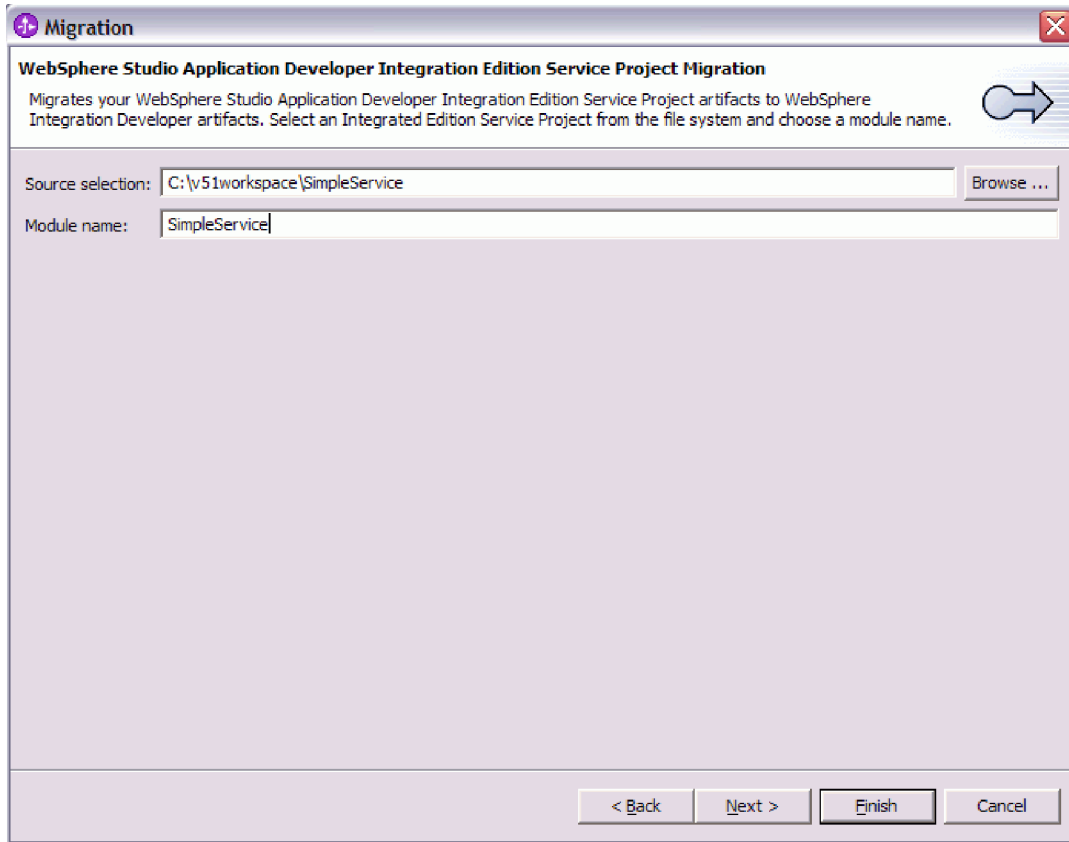 Migration
WebSphere Studio Application Developer Integration Edition Service Project Migration
Migrates your WebSphere Studio Application Developer Integration Edition Service Project artifacts to WebSphere
Integration Developer artifacts. Select an Integrated Edition Service Project from the file system and choose a module name.
Source selection: C:\v51workspace\SimpleService Browse ...
Module name: SimpleService
< Back Next > Finish Cancel